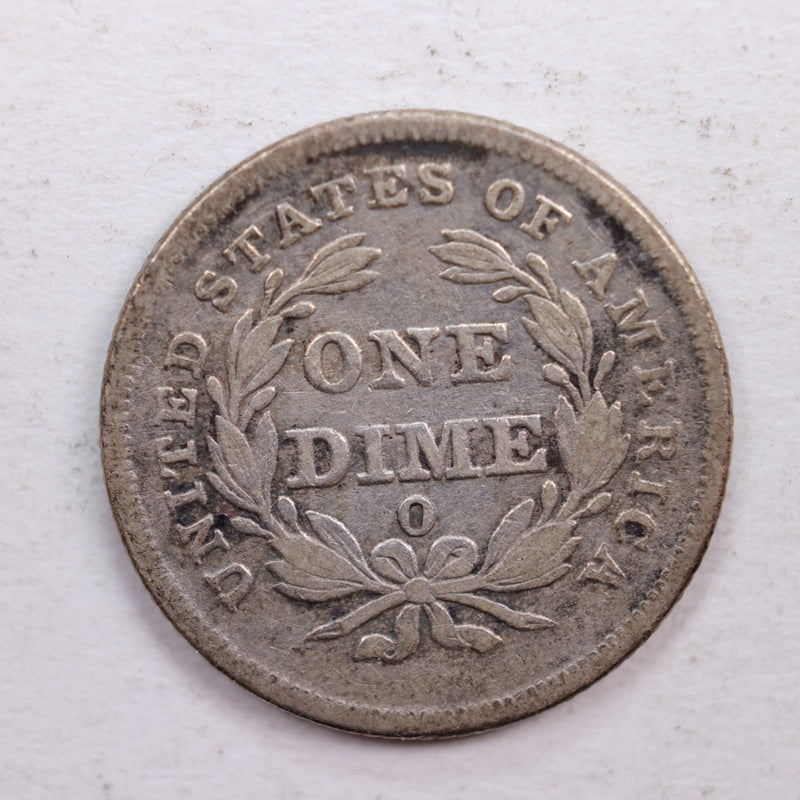 UNITED STATES OF AMERICA
ONE
DIME
O